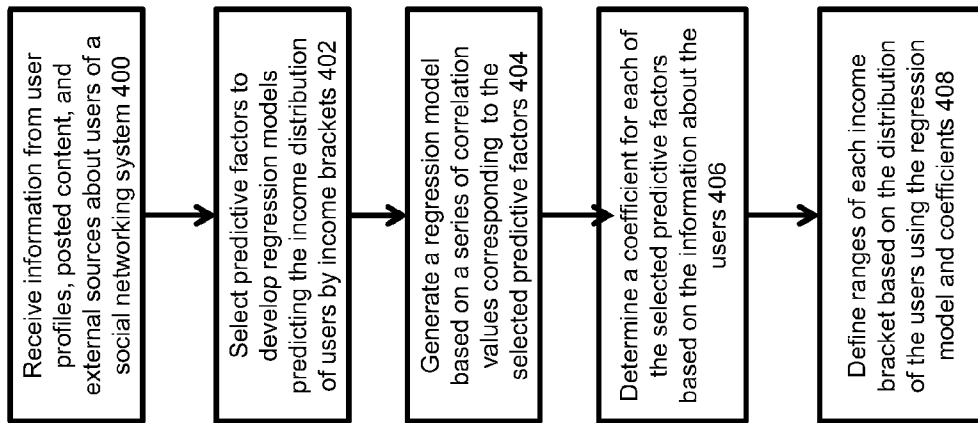 Receive information from user
profiles, posted content, and
external sources about users of a
social networking system 400
Select predictive factors to
develop regression models
predicting the income distribution
of users by income brackets 402
Generate a regression model
based on a series of correlation
values corresponding to the
selected predictive factors 404
Determine a coefficient for each of
the selected predictive factors
based on the information about the
users 406
Define ranges of each income
bracket based on the distribution
of the users using the regression
model and coefficients 408